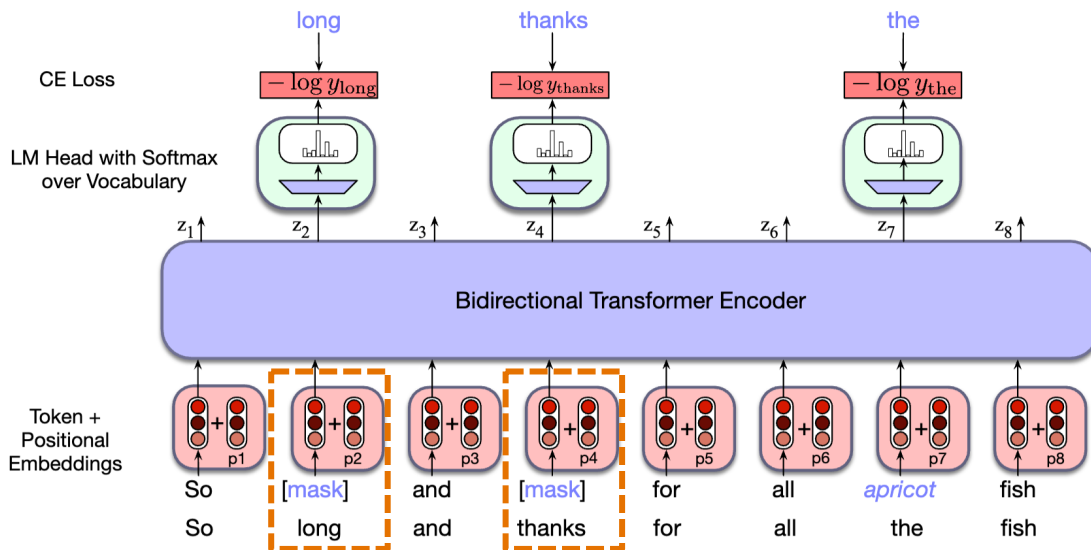 long thanks the
CE Loss − log y_long − log y_thanks − log y_the
LM Head with Softmax
over Vocabulary
z1 z2 z3 z4 z5 z6 z7 z8
Bidirectional Transformer Encoder
Token +
Positional
Embeddings
+ + + + + + + +
p1 p2 p3 p4 p5 p6 p7 p8
So [mask] and [mask] for all apricot fish
So long and thanks for all the fish